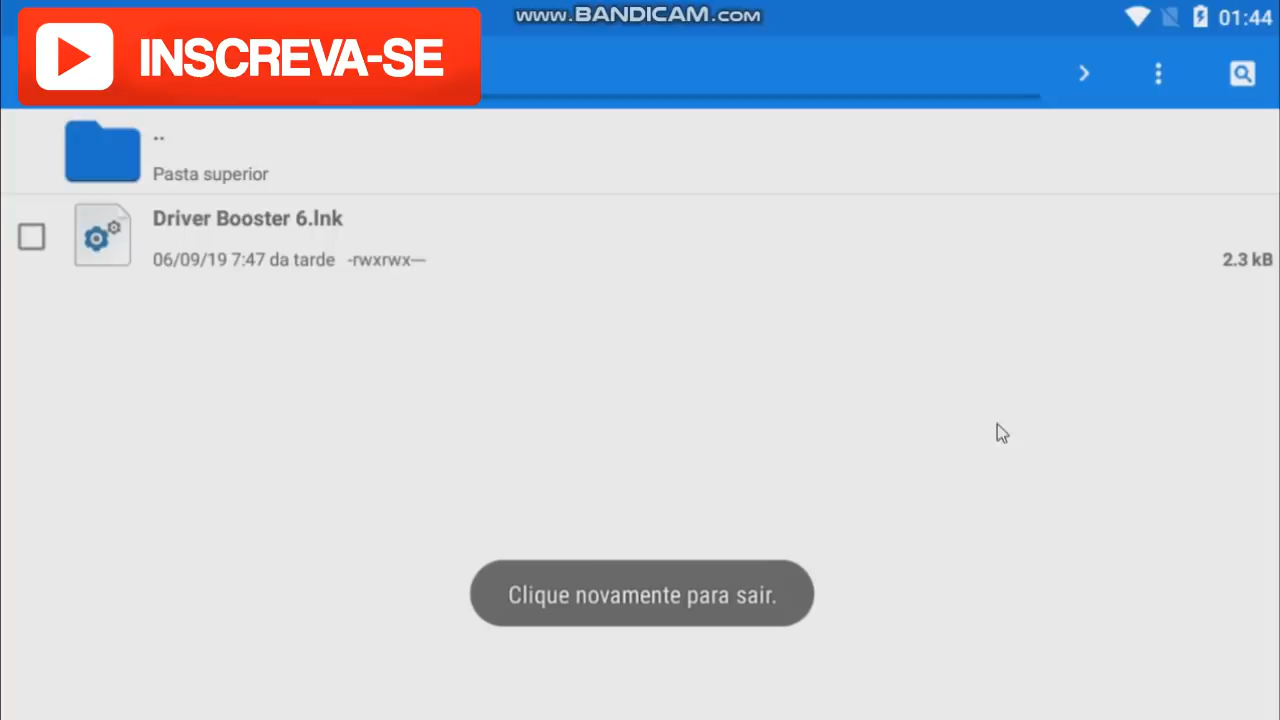 www.BANDICAM.com
01:44
INSCREVA-SE
..
Pasta superior
Driver Booster 6.lnk
06/09/19 7:47 da tarde -rwxrwx—
2.3 kB
Clique novamente para sair.